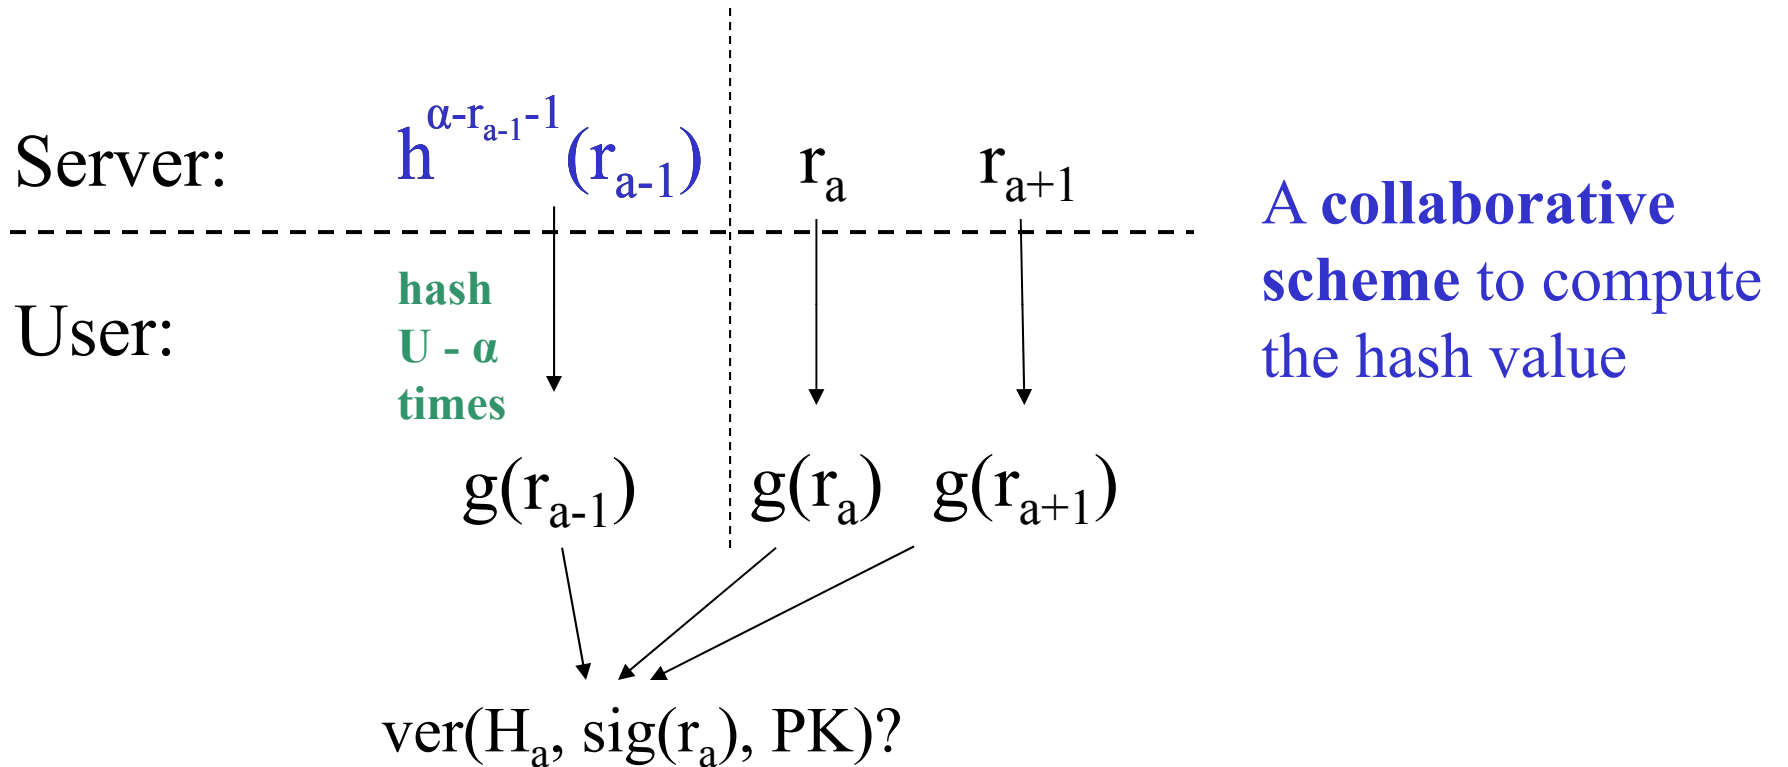 Server: h^{α-r_{a-1}-1}(r_{a-1}) r_a r_{a+1}
User:
hash
U - α
times
g(r_{a-1}) g(r_a) g(r_{a+1})
ver(H_a, sig(r_a), PK)?
A collaborative
scheme to compute
the hash value